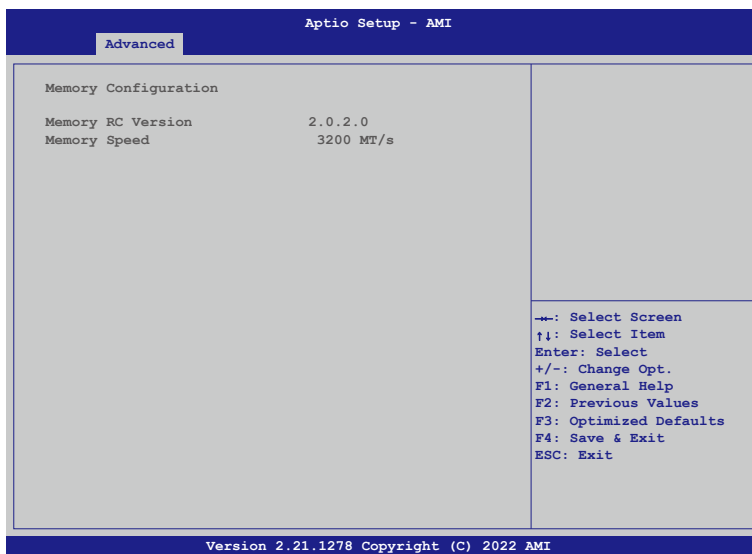 Aptio Setup - AMI
Advanced
Memory Configuration
Memory RC Version 2.0.2.0
Memory Speed 3200 MT/s
→←: Select Screen
↑↓: Select Item
Enter: Select
+/-: Change Opt.
F1: General Help
F2: Previous Values
F3: Optimized Defaults
F4: Save & Exit
ESC: Exit
Version 2.21.1278 Copyright (C) 2022 AMI